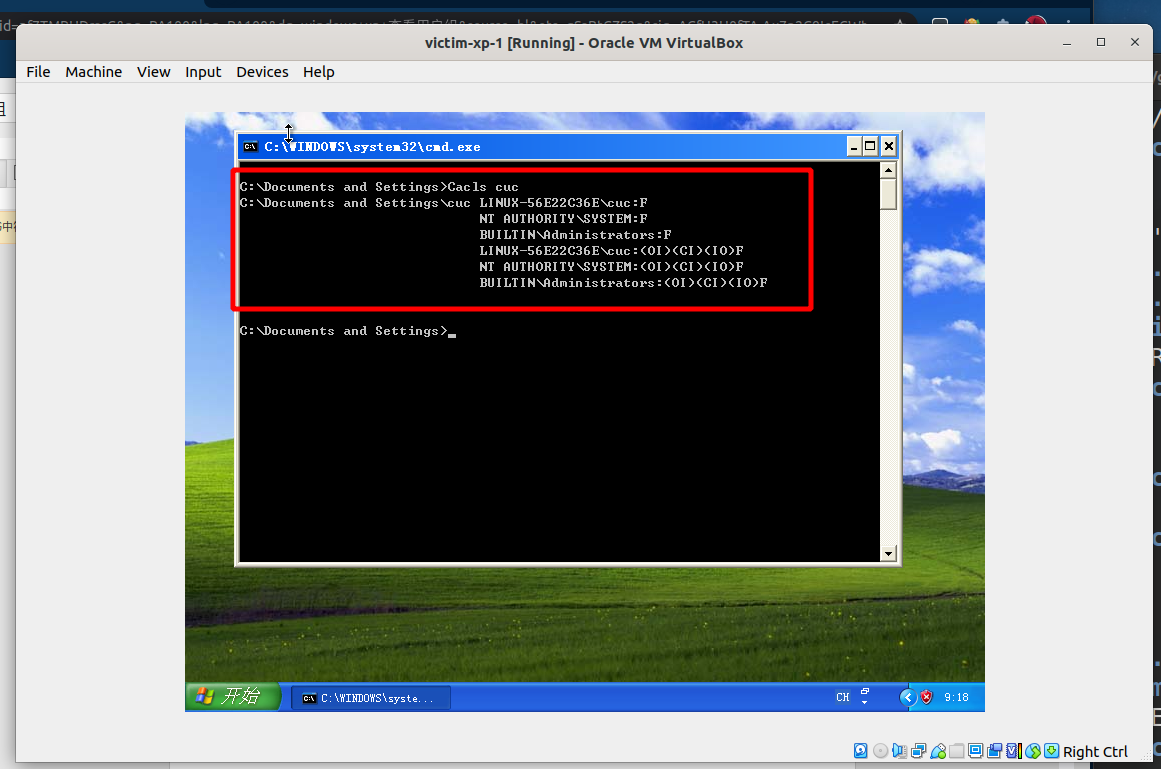 victim-xp-1 [Running] - Oracle VM VirtualBox
File Machine View Input Devices Help
C:\WINDOWS\system32\cmd.exe
C:\Documents and Settings>Cacls cuc
C:\Documents and Settings\cuc LINUX-56E22C36E\cuc:F
NT AUTHORITY\SYSTEM:F
BUILTIN\Administrators:F
LINUX-56E22C36E\cuc:(OI)(CI)(IO)F
NT AUTHORITY\SYSTEM:(OI)(CI)(IO)F
BUILTIN\Administrators:(OI)(CI)(IO)F
C:\Documents and Settings>_
开始 C:\WINDOWS\syste... CH 9:18
Right Ctrl